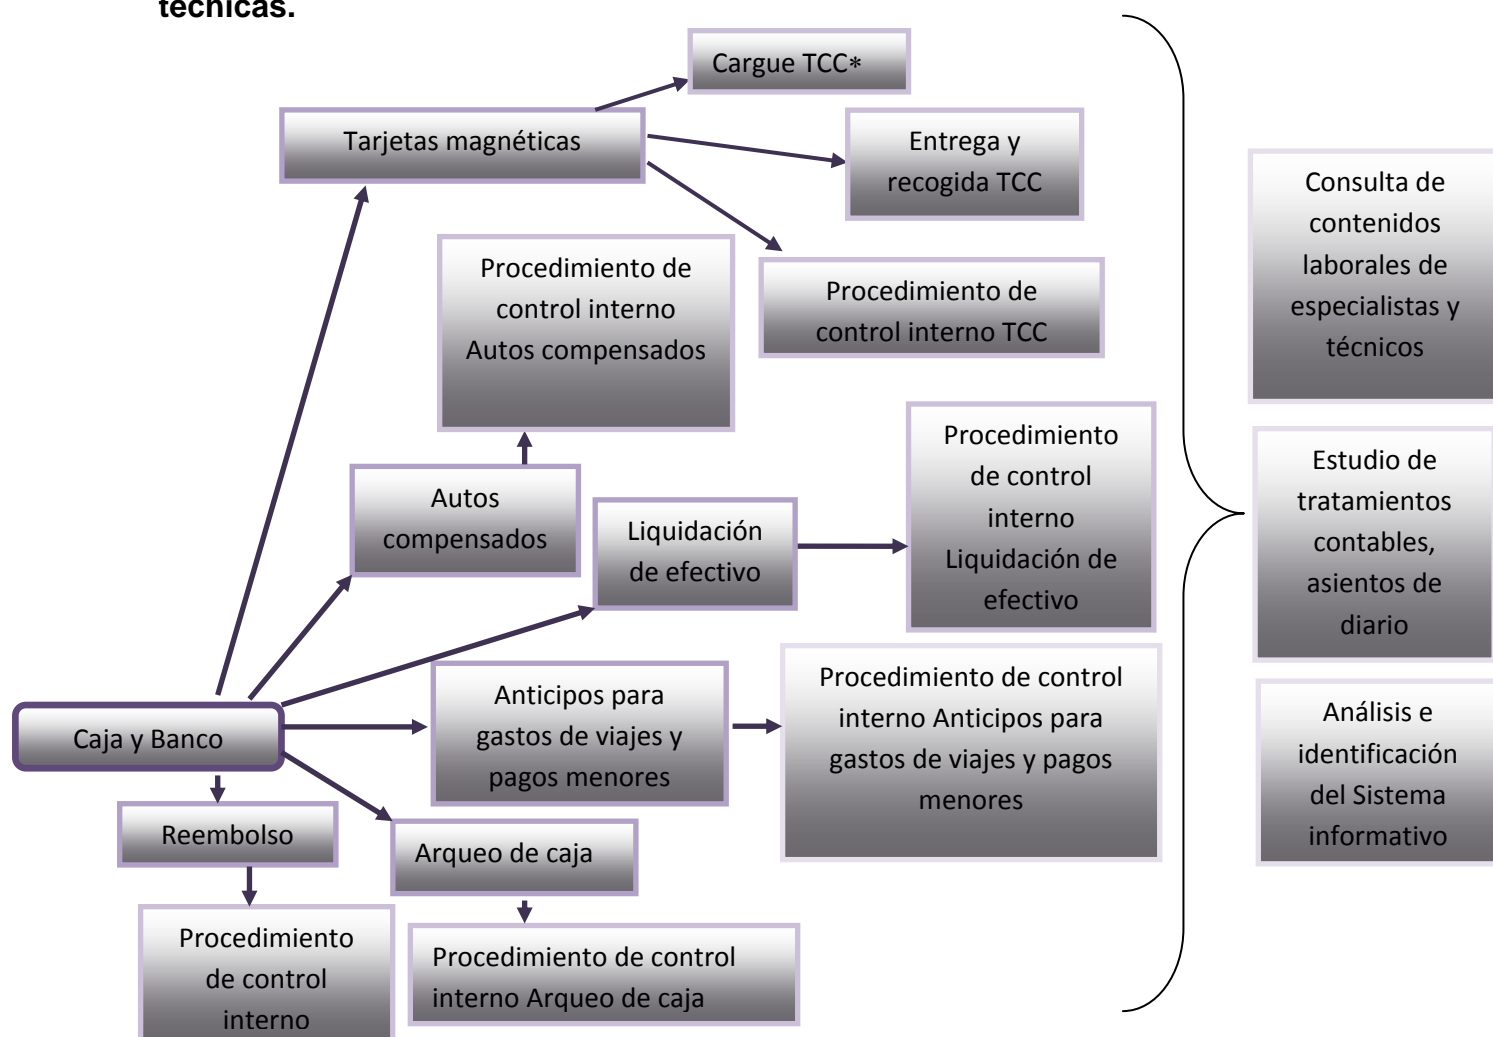 técnicas.
Cargue TCC*
Tarjetas magnéticas
Entrega y
recogida TCC
Procedimiento de
control interno TCC
Procedimiento de
control interno
Autos compensados
Autos
compensados
Liquidación
de efectivo
Procedimiento
de control
interno
Liquidación de
efectivo
Caja y Banco
Anticipos para
gastos de viajes y
pagos menores
Procedimiento de control
interno Anticipos para
gastos de viajes y pagos
menores
Reembolso
Procedimiento
de control
interno
Arqueo de caja
Procedimiento de control
interno Arqueo de caja
Consulta de
contenidos
laborales de
especialistas y
técnicos
Estudio de
tratamientos
contables,
asientos de
diario
Análisis e
identificación
del Sistema
informativo